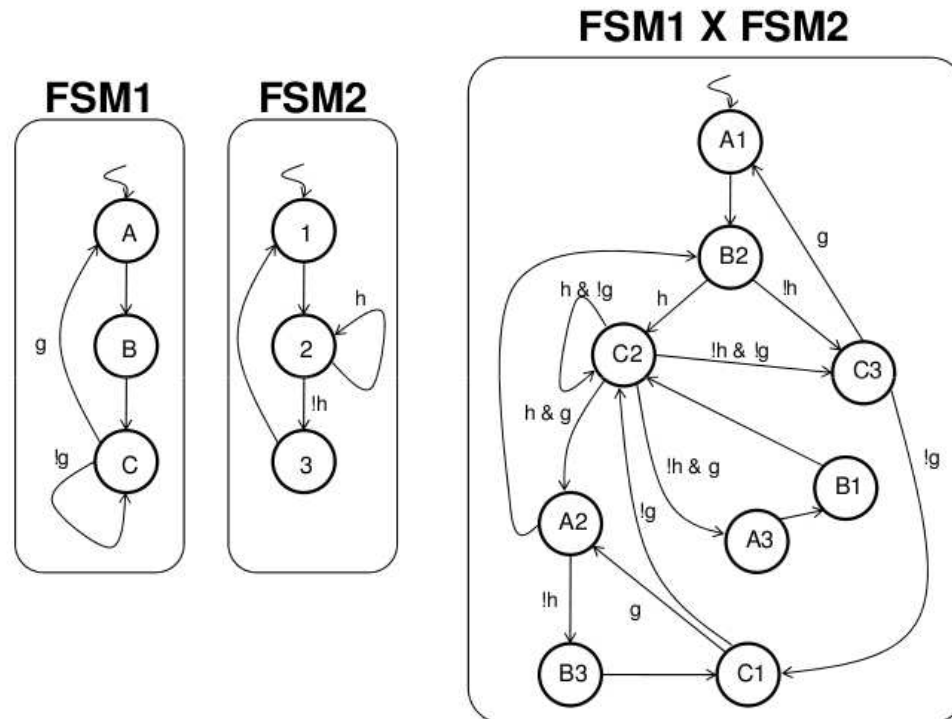 FSM1 X FSM2
FSM1
FSM2
A
B
C
g
!g
1
2
3
h
!h
A1
B2
g
h & !g
h
!h
C2
!h & !g
C3
h & g
!h & g
!g
B1
A2
!g
A3
!h
g
B3
C1